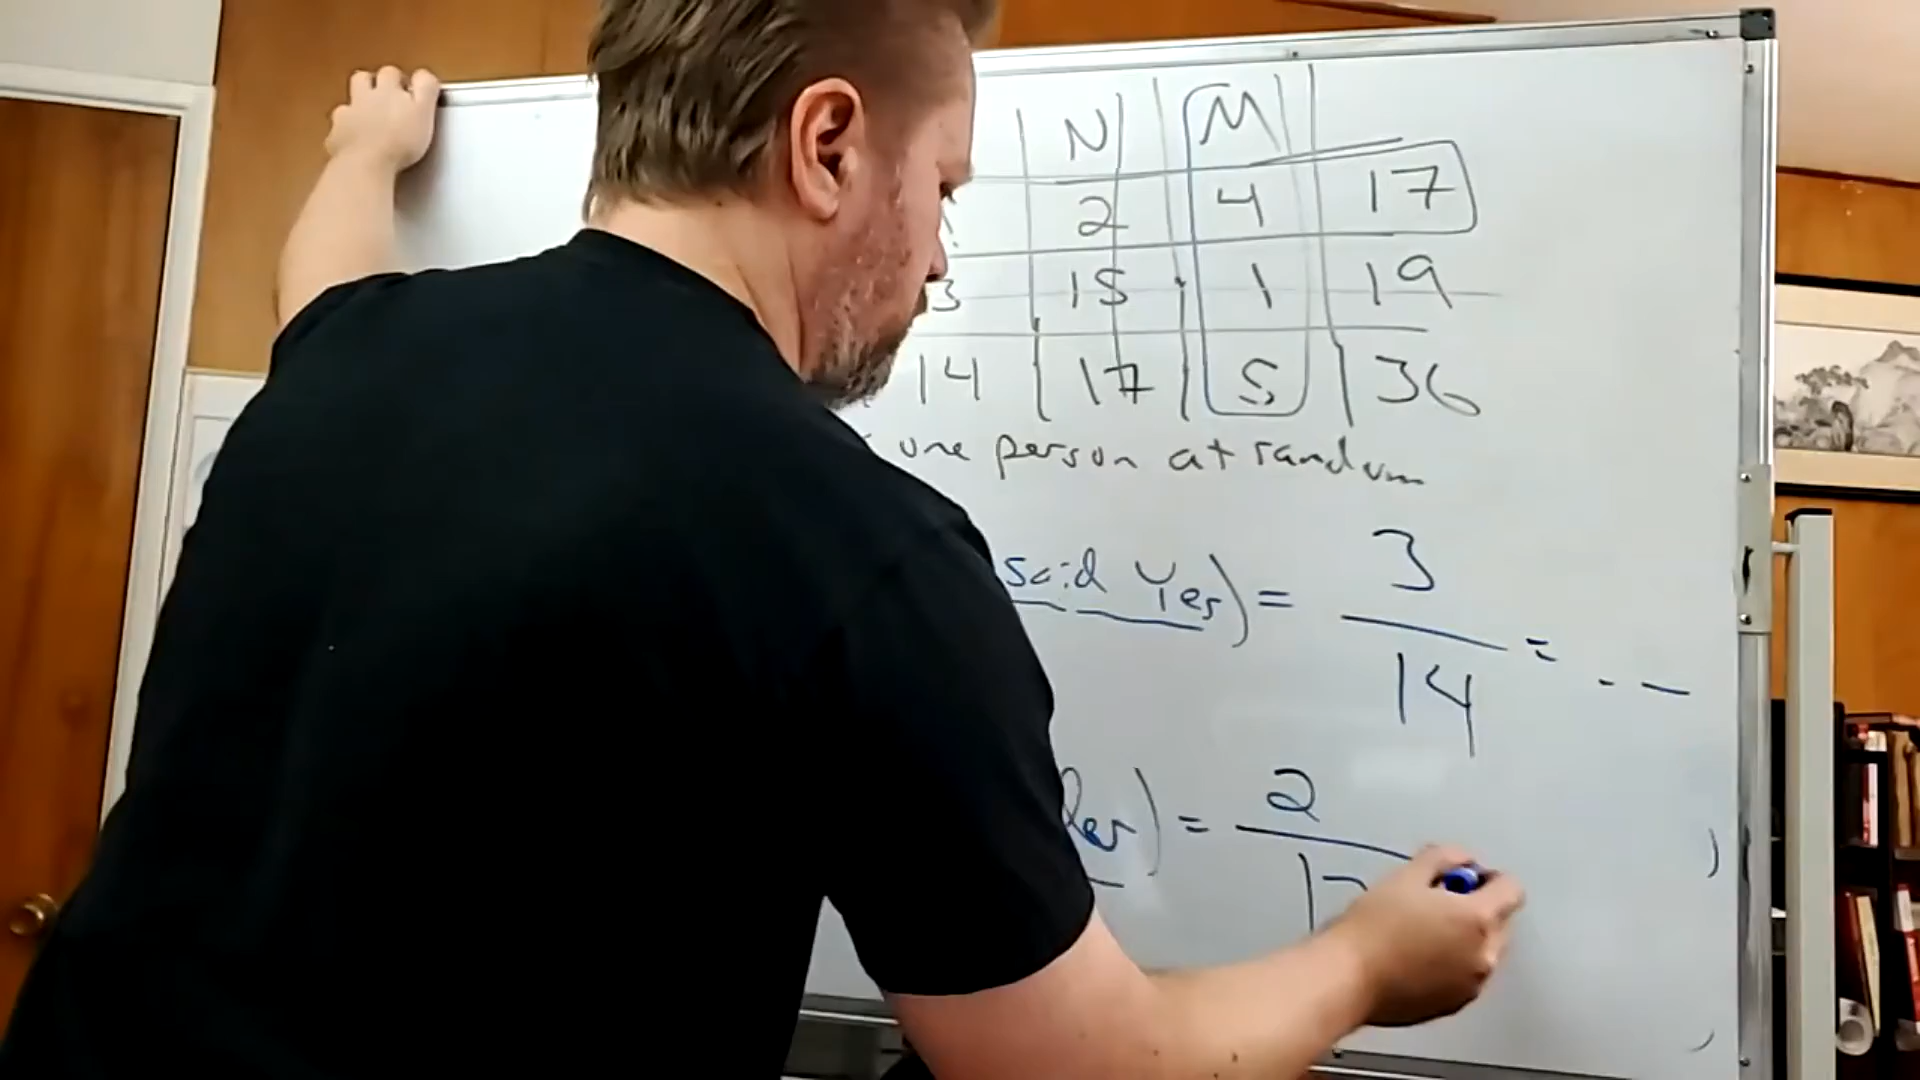 N M
2 4 17
3 15 1 19
14 17 5 36
one person at random
said Yes) = 3/14 = ...
) = 2/17